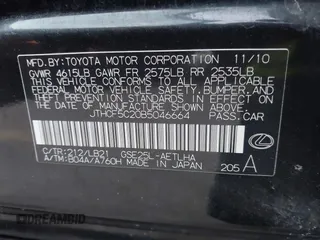 MFD.BY:TOYOTA MOTOR CORPORATION 11/10
GVWR 4615LB GAWR FR 2575LB RR 2535LB
THIS VEHICLE CONFORMS TO ALL APPLICABLE
FEDERAL MOTOR VEHICLE SAFETY, BUMPER, AND
THEFT PREVENTION STANDARDS IN EFFECT ON
THE DATE OF MANUFACTURE SHOWN ABOVE.
JTHCF5C20B5046664 PASS.CAR
C/TR:212/LB21 GSE25L-AETLHA
A/TM:B04A/A760H MADE IN JAPAN 205 A
© DREAMBID